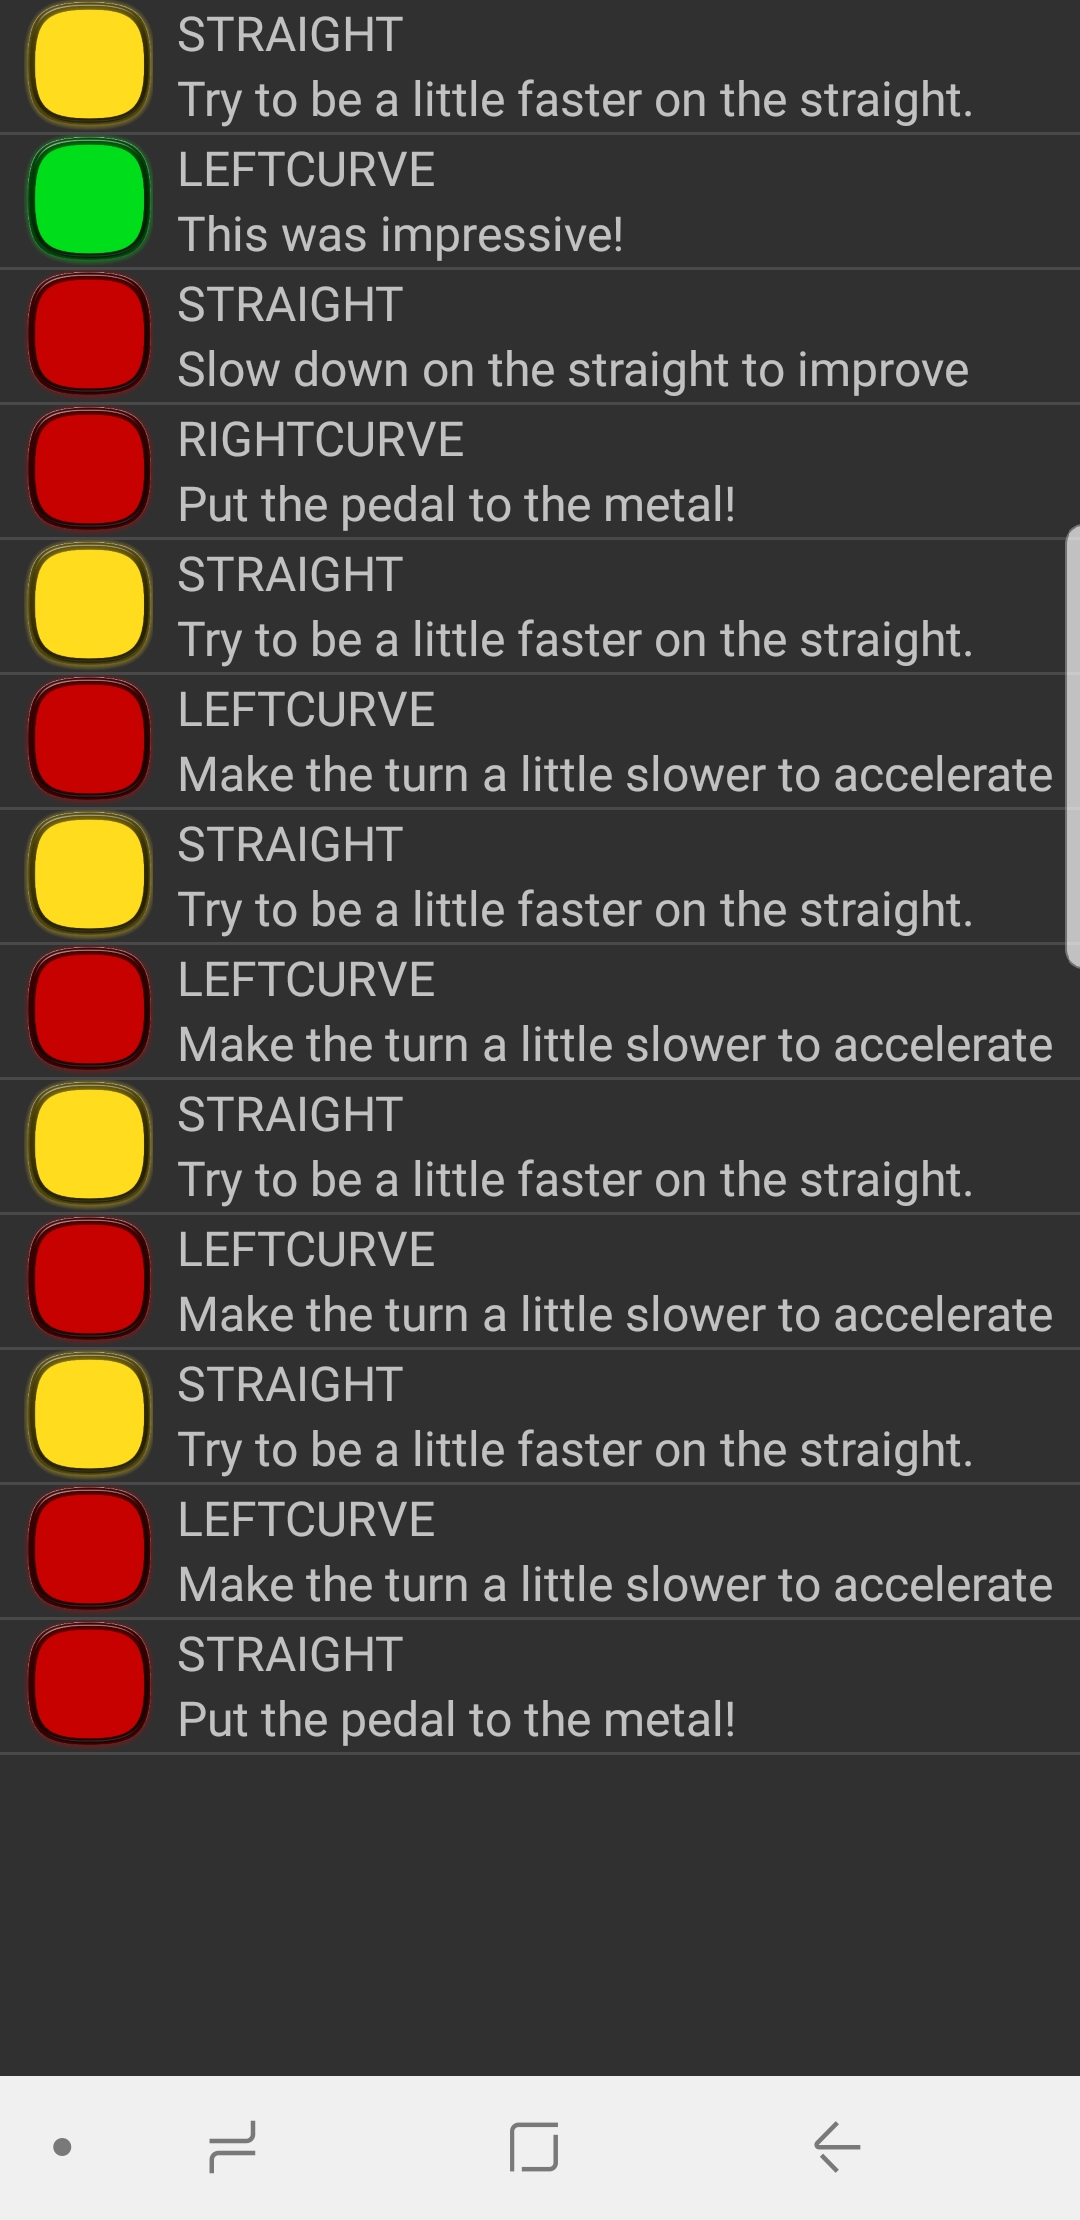 STRAIGHT
Try to be a little faster on the straight.
LEFTCURVE
This was impressive!
STRAIGHT
Slow down on the straight to improve
RIGHTCURVE
Put the pedal to the metal!
STRAIGHT
Try to be a little faster on the straight.
LEFTCURVE
Make the turn a little slower to accelerate
STRAIGHT
Try to be a little faster on the straight.
LEFTCURVE
Make the turn a little slower to accelerate
STRAIGHT
Try to be a little faster on the straight.
LEFTCURVE
Make the turn a little slower to accelerate
STRAIGHT
Try to be a little faster on the straight.
LEFTCURVE
Make the turn a little slower to accelerate
STRAIGHT
Put the pedal to the metal!